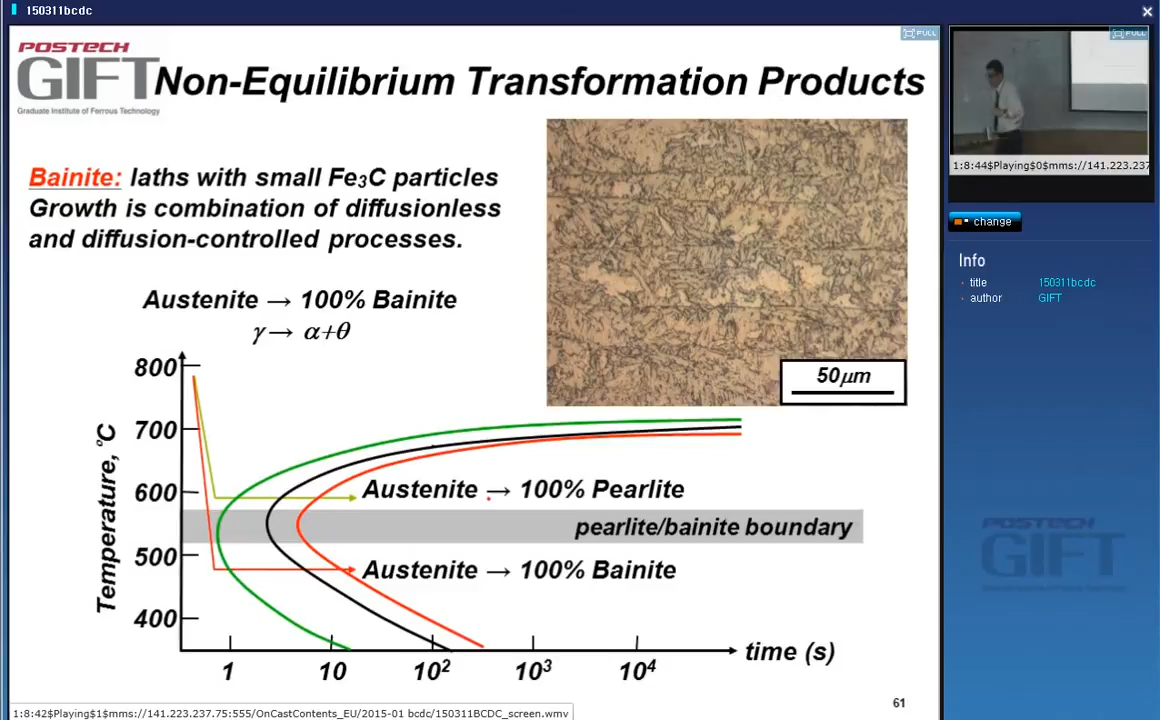 150311bcdc
POSTECH
GIFT
Graduate Institute of Ferrous Technology
Non-Equilibrium Transformation Products
FULL
FULL
Bainite: laths with small Fe₃C particles
Growth is combination of diffusionless
and diffusion-controlled processes.
Austenite → 100% Bainite
γ → α+θ
50μm
800
700
600
500
400
Temperature, °C
Austenite → 100% Pearlite
pearlite/bainite boundary
Austenite → 100% Bainite
1
10
10²
10³
10⁴
time (s)
61
1:8:42$Playing$1$mms://141.223.237.75:555/OnCastContents_EU/2015-01 bcdc/150311BCDC_screen.wmv
1:8:44$Playing$0$mms://141.223.237
change
Info
title 150311bcdc
author GIFT
POSTECH
GIFT